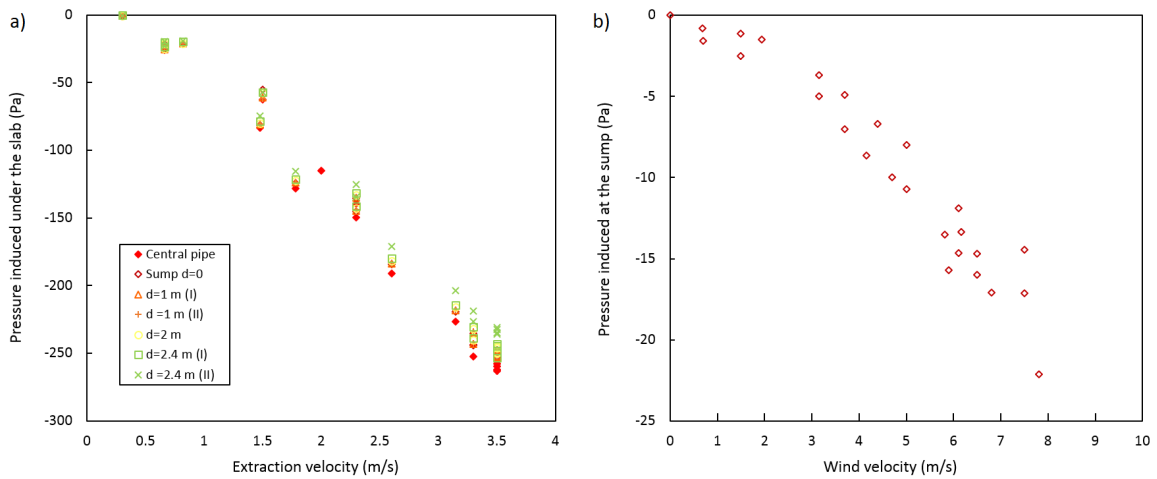 a)
Pressure induced under the slab (Pa)
0
-50
-100
-150
-200
-250
-300
Central pipe
Sump d=0
d=1 m (I)
d =1 m (II)
d=2 m
d=2.4 m (I)
d =2.4 m (II)
0
0.5
1
1.5
2
2.5
3
3.5
4
Extraction velocity (m/s)
b)
Pressure induced at the sump (Pa)
0
-5
-10
-15
-20
-25
0
1
2
3
4
5
6
7
8
9
10
Wind velocity (m/s)